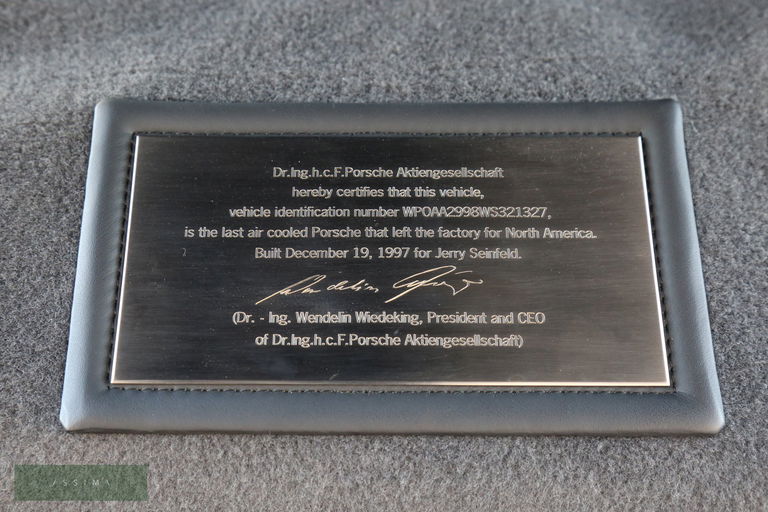 Dr.Ing.h.c.F.Porsche Aktiengesellschaft
hereby certifies that this vehicle,
vehicle identification number WPOAA2998WS321327,
is the last air cooled Porsche that left the factory for North America.
Built December 19, 1997 for Jerry Seinfeld.
(Dr. - Ing. Wendelin Wiedeking, President and CEO
of Dr.Ing.h.c.F.Porsche Aktiengesellschaft)